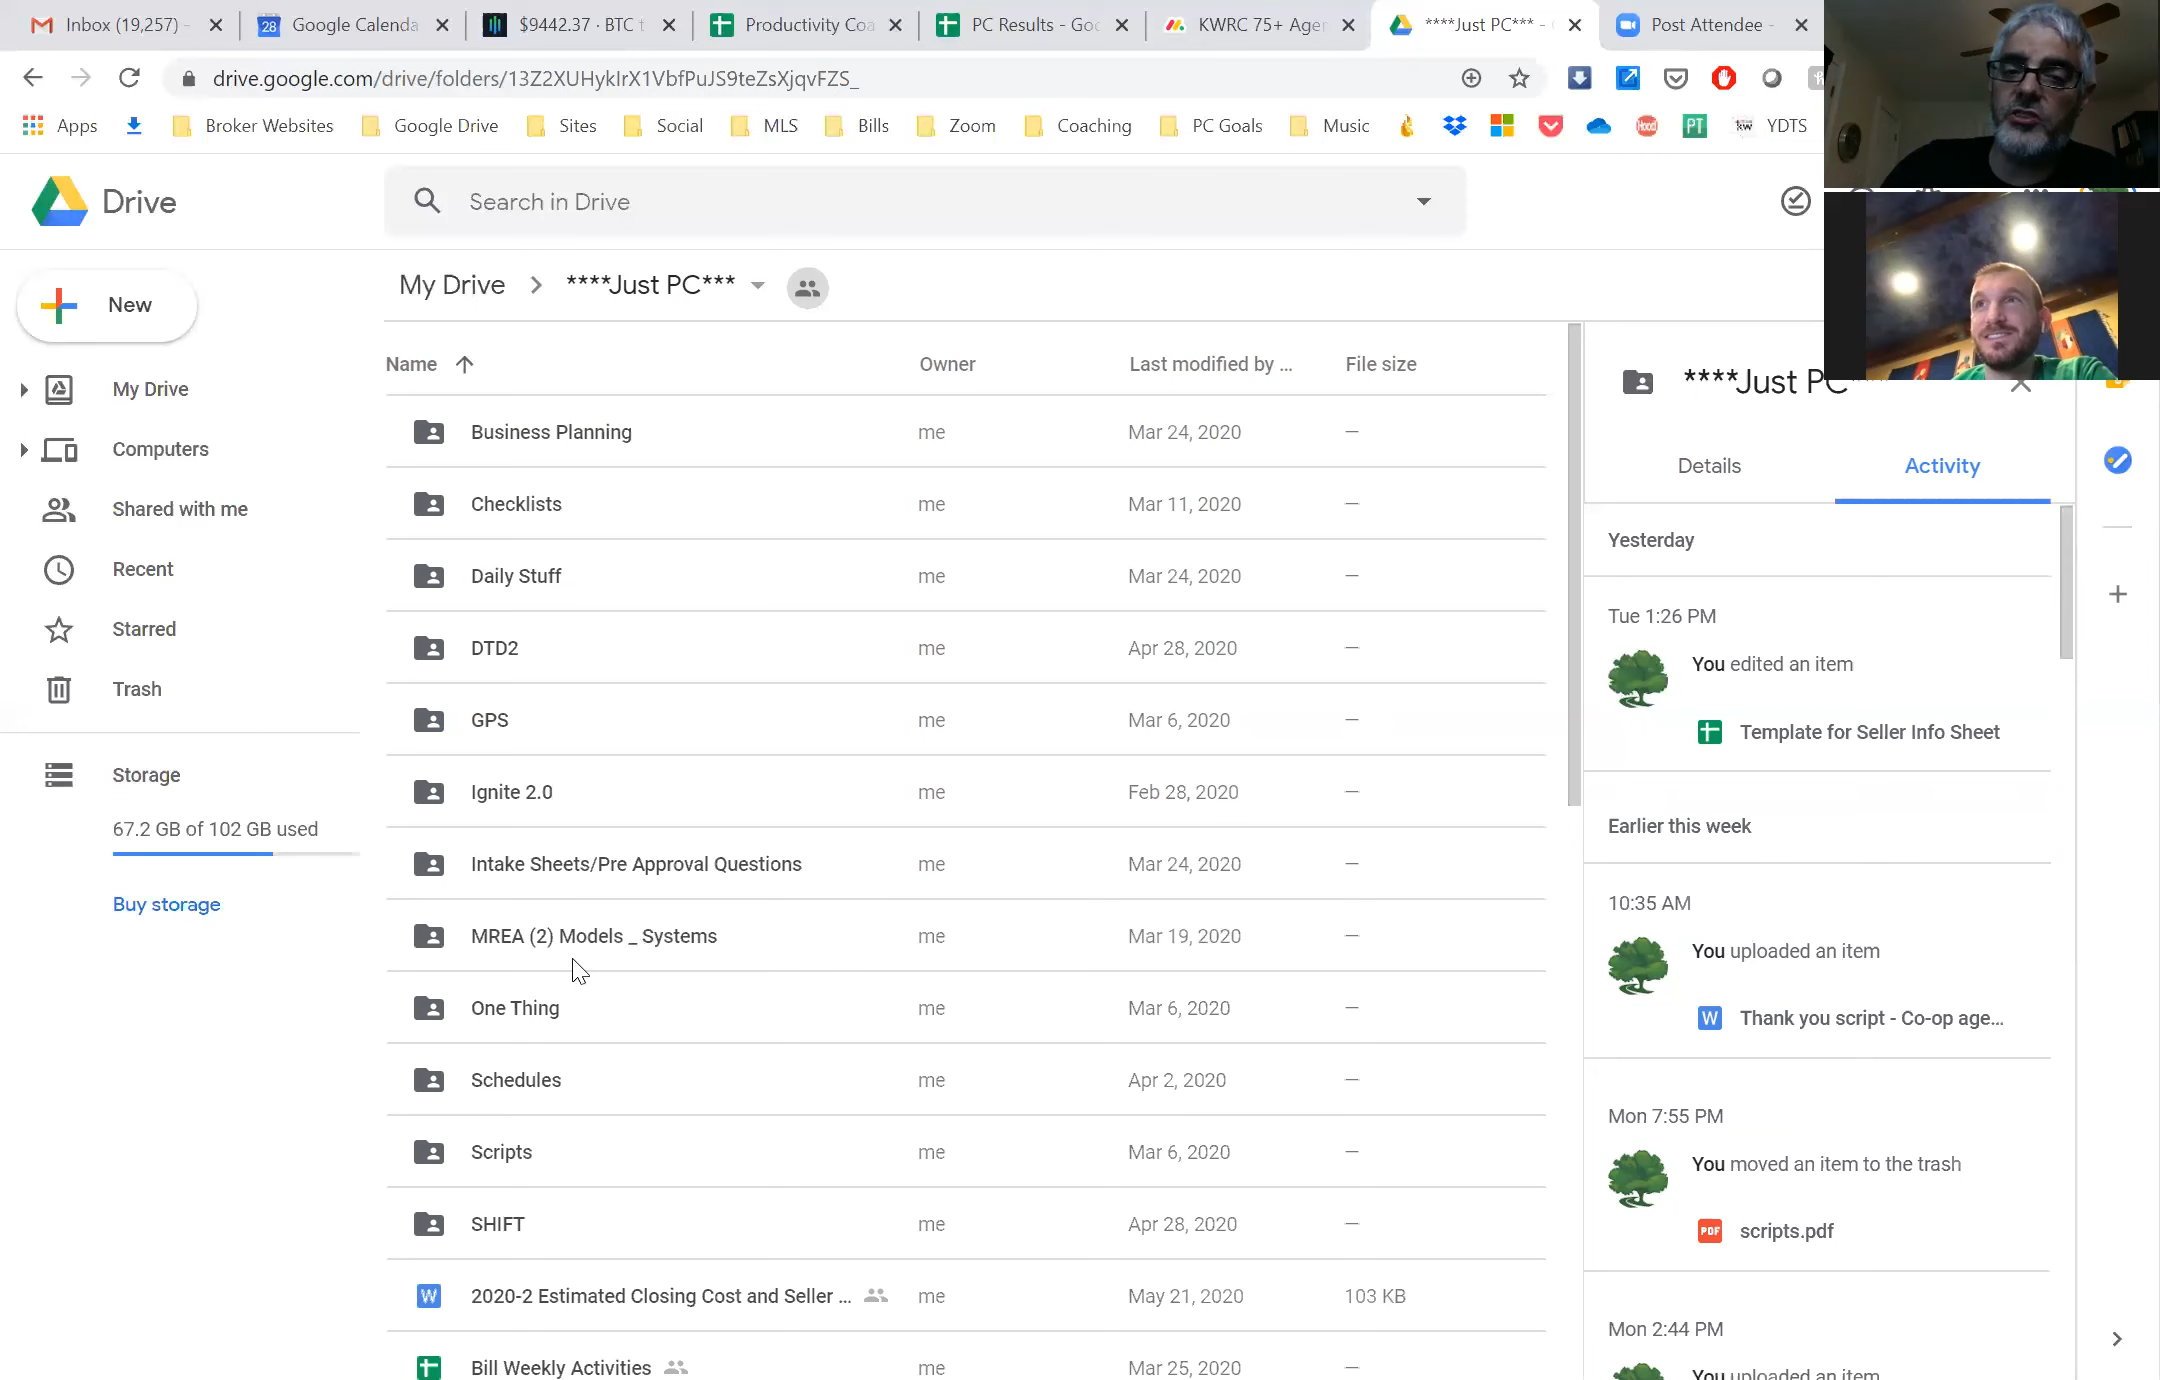 Inbox (19,257) -
28 Google Calenda
$9442.37 · BTC t
Productivity Coa
PC Results - Goo
KWRC 75+ Ager
****Just PC*** -
Post Attendee -
drive.google.com/drive/folders/13Z2XUHykIrX1VbfPuJS9teZsXjqvFZS_
Apps
Broker Websites
Google Drive
Sites
Social
MLS
Bills
Zoom
Coaching
PC Goals
Music
PT
kw YDTS
Drive
Search in Drive
New
My Drive
Computers
Shared with me
Recent
Starred
Trash
Storage
67.2 GB of 102 GB used
Buy storage
My Drive > ****Just PC***
Name Owner Last modified by ... File size
Business Planning me Mar 24, 2020 —
Checklists me Mar 11, 2020 —
Daily Stuff me Mar 24, 2020 —
DTD2 me Apr 28, 2020 —
GPS me Mar 6, 2020 —
Ignite 2.0 me Feb 28, 2020 —
Intake Sheets/Pre Approval Questions me Mar 24, 2020 —
MREA (2) Models _ Systems me Mar 19, 2020 —
One Thing me Mar 6, 2020 —
Schedules me Apr 2, 2020 —
Scripts me Mar 6, 2020 —
SHIFT me Apr 28, 2020 —
W 2020-2 Estimated Closing Cost and Seller ... me May 21, 2020 103 KB
Bill Weekly Activities me Mar 25, 2020 —
****Just PC***
Details Activity
Yesterday
Tue 1:26 PM
You edited an item
Template for Seller Info Sheet
Earlier this week
10:35 AM
You uploaded an item
W Thank you script - Co-op age...
Mon 7:55 PM
You moved an item to the trash
PDF scripts.pdf
Mon 2:44 PM
You uploaded an item